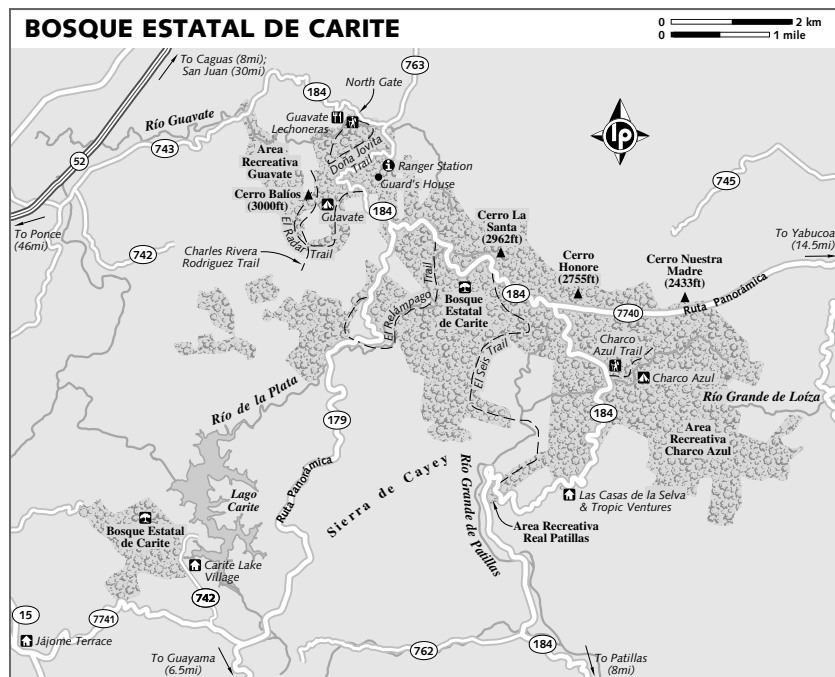 BOSQUE ESTATAL DE CARITE
0 2 km
0 1 mile
To Caguas (8mi);
San Juan (30mi)
763
North Gate
184
Guavate
Lechoneras
Río Guavate
lp
Doña Tovita
Trail
Area
Recreativa
Guavate
743
52
Ranger Station
Guard's House
Cerro Balíos
(3000ft)
Guavate
184
745
To Ponce
(46mi)
El Radar
Trail
742
Charles Rivera
Rodriguez Trail
Cerro La
Santa
(2962ft)
To Yabucoa
(14.5mi)
Cerro
Honore
(2755ft)
Cerro Nuestra
Madre
(2433ft)
El Relámpago
Trail
Bosque
Estatal
de Carite
184
7740
Ruta Panorámica
Charco
Azul Trail
El Seis
Trail
Charco Azul
Río de la Plata
179
Río Grande de Loíza
184
Area
Recreativa
Charco Azul
Ruta Panorámica
Sierra de Cayey
Río Grande de Patillas
Lago
Carite
Las Casas de la Selva
& Tropic Ventures
Area Recreativa
Real Patillas
Bosque Estatal
de Carite
Carite Lake
Village
742
15
7741
Jájome Terrace
762
184
To Guayama
(6.5mi)
To Patillas
(8mi)